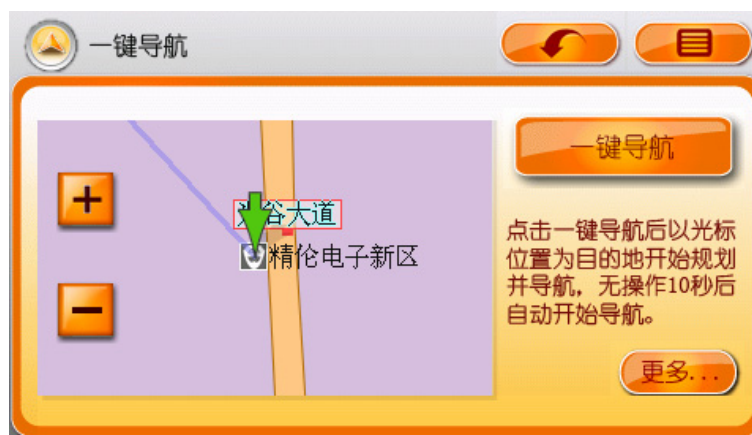 一键导航
一键导航
谷大道
精伦电子新区
点击一键导航后以光标
位置为目的地开始规划
并导航，无操作10秒后
自动开始导航。
更多...